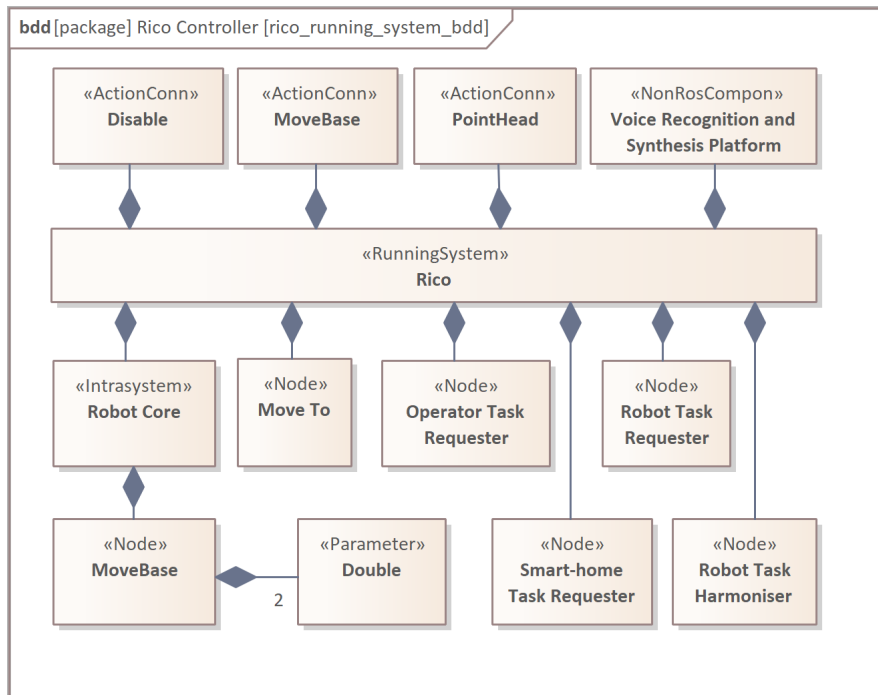 bdd [package] Rico Controller [rico_running_system_bdd]
«ActionConn»
Disable
«ActionConn»
MoveBase
«ActionConn»
PointHead
«NonRosCompon»
Voice Recognition and
Synthesis Platform
«RunningSystem»
Rico
«Intrasystem»
Robot Core
«Node»
Move To
«Node»
Operator Task
Requester
«Node»
Robot Task
Requester
«Node»
MoveBase
2
«Parameter»
Double
«Node»
Smart-home
Task Requester
«Node»
Robot Task
Harmoniser